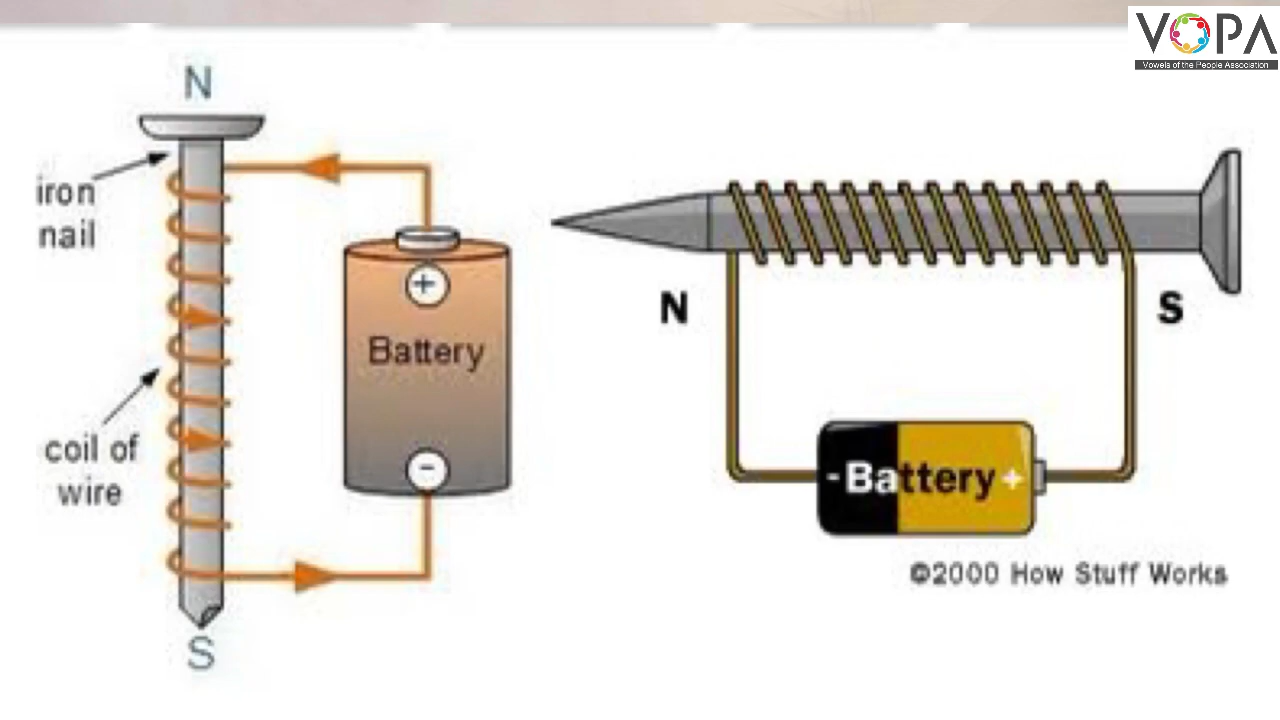 VOPA
Vowels of the People Association
N
iron
nail
+
Battery
-
coil of
wire
S
N
S
- Battery +
©2000 How Stuff Works